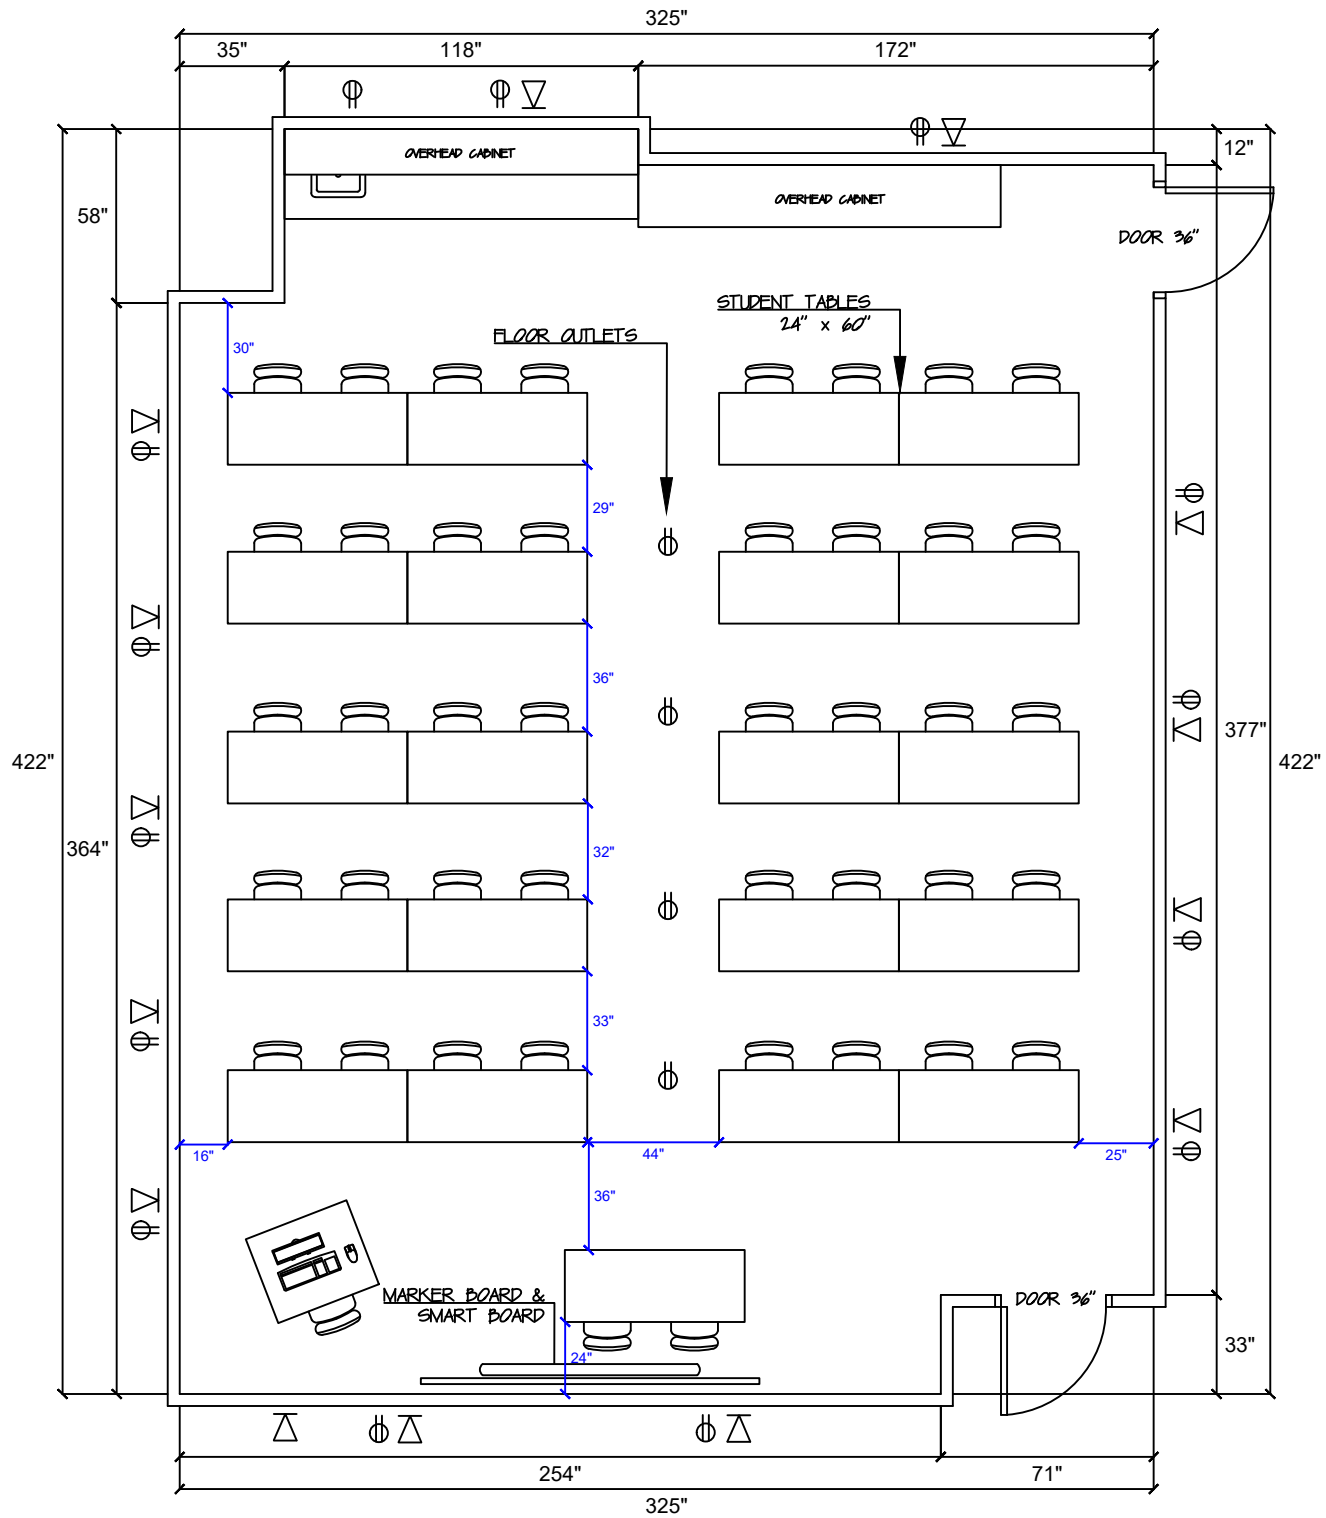 325"
35"
118"
172"
12"
OVERHEAD CABINET
OVERHEAD CABINET
58"
DOOR 36"
STUDENT TABLES
24" x 60"
FLOOR OUTLETS
30"
29"
36"
377"
422"
422"
32"
364"
33"
16"
44"
25"
36"
MARKER BOARD &
SMART BOARD
DOOR 36"
33"
24"
254"
71"
325"